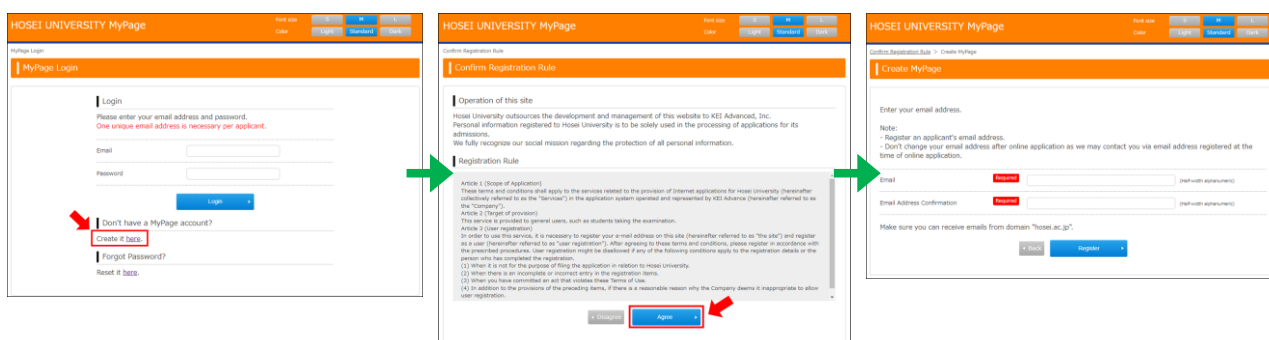 HOSEI UNIVERSITY MyPage
Font size S M L
Color Light Standard Dark
MyPage Login
MyPage Login
Login
Please enter your email address and password.
One unique email address is necessary per applicant.
Email
Password
Login
Don't have a MyPage account?
Create it here.
Forgot Password?
Reset it here.
HOSEI UNIVERSITY MyPage
Font size S M L
Color Light Standard Dark
Confirm Registration Rule
Confirm Registration Rule
Operation of this site
Hosei University outsources the development and management of this website to KEI Advanced, Inc.
Personal information registered to Hosei University is to be solely used in the processing of applications for its
admissions.
We fully recognize our social mission regarding the protection of all personal information.
Registration Rule
Article 1 (Scope of Application)
These terms and conditions shall apply to the services related to the provision of Internet applications for Hosei University (hereinafter
collectively referred to as the "Services") in the application system operated and represented by KEI Advance (hereinafter referred to as
the "Company").
Article 2 (Target of provision)
This service is provided to general users, such as students taking the examination.
Article 3 (User registration)
In order to use this service, it is necessary to register your e-mail address on this site (hereinafter referred to as "the site") and register
as a user (hereinafter referred to as "user registration"). After agreeing to these terms and conditions, please register in accordance with
the prescribed procedures. User registration might be disallowed if any of the following conditions apply to the registration details or the
person who has completed the registration.
(1) When it is not for the purpose of filing the application in relation to Hosei University.
(2) When there is an incomplete or incorrect entry in the registration items.
(3) When you have committed an act that violates these Terms of Use.
(4) In addition to the provisions of the preceding items, if there is a reasonable reason why the Company deems it inappropriate to allow
user registration.
Disagree Agree
HOSEI UNIVERSITY MyPage
Font size S M L
Color Light Standard Dark
Confirm Registration Rule > Create MyPage
Create MyPage
Enter your email address.
Note:
- Register an applicant's email address.
- Don't change your email address after online application as we may contact you via email address registered at the
time of online application.
Email Required (Half-width alphanumeric)
Email Address Confirmation Required (Half-width alphanumeric)
Make sure you can receive emails from domain "hosei.ac.jp".
Back Register